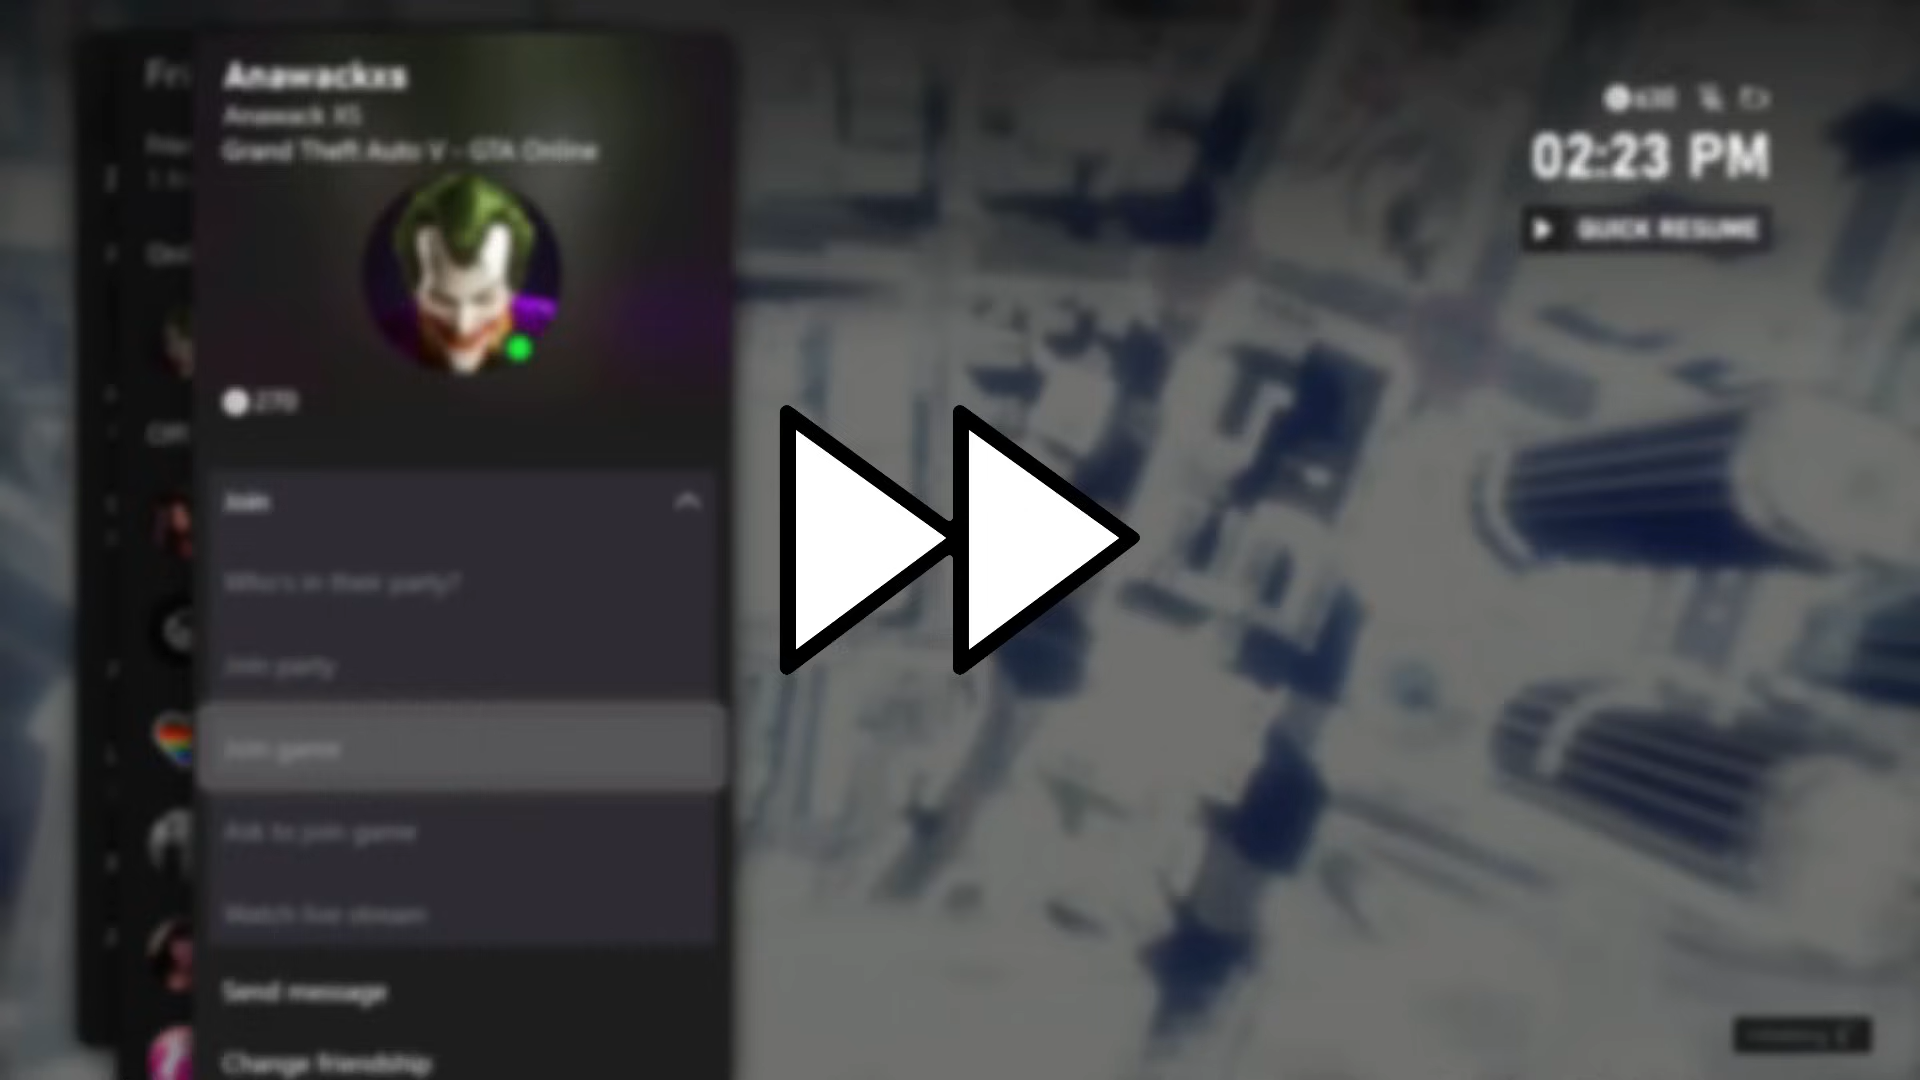 Anawackxs
Anawack XS
Grand Theft Auto V - GTA Online
270
Join
Who's in their party?
Join party
Join game
Ask to join game
Watch live stream
Send message
Change friendship
Fri
02:23 PM
QUICK RESUME